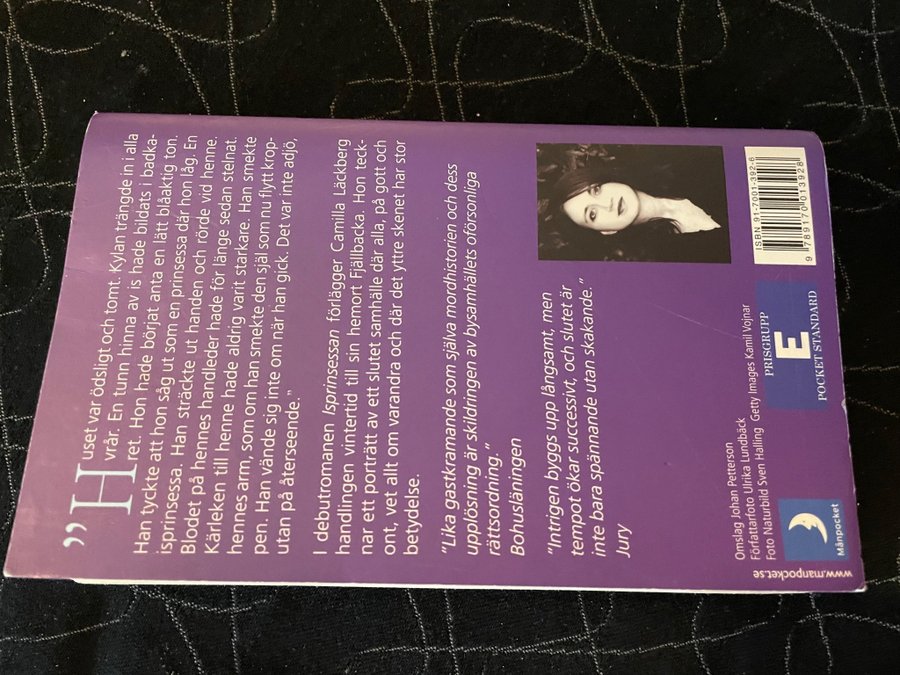 ”Huset var ödsligt och tomt. Kylan trängde in i alla
vrår. En tunn hinna av is hade bildats i badka-
ret. Hon hade börjat anta en lätt blåaktig ton.
Han tyckte att hon såg ut som en prinsessa där hon låg. En
isprinsessa. Han sträckte ut handen och rörde vid henne.
Blodet på hennes handleder hade för länge sedan stelnat.
Kärleken till henne hade aldrig varit starkare. Han smekte
hennes arm, som om han smekte den själ som nu flytt krop-
pen. Han vände sig inte om när han gick. Det var inte adjö,
utan på återseende.”
I debutromanen Isprinsessan förlägger Camilla Läckberg
handlingen vintertid till sin hemort Fjällbacka. Hon teck-
nar ett porträtt av ett slutet samhälle där alla, på gott och
ont, vet allt om varandra och där det yttre skenet har stor
betydelse.
”Lika gastkramande som själva mordhistorien och dess
upplösning är skildringen av bysamhällets oförsonliga
rättsordning.”
Bohusläningen
”Intrigen byggs upp långsamt, men
tempot ökar successivt, och slutet är
inte bara spännande utan skakande.”
Jury
Omslag Johan Petterson
Författarfoto Ulrika Lundbäck
Foto Naturbild Sven Halling Getty Images Kamil Vojnar
Månpocket
www.manpocket.se
PRISGRUPP
E
POCKET STANDARD
ISBN 91-7001-392-6
9 789170 013928